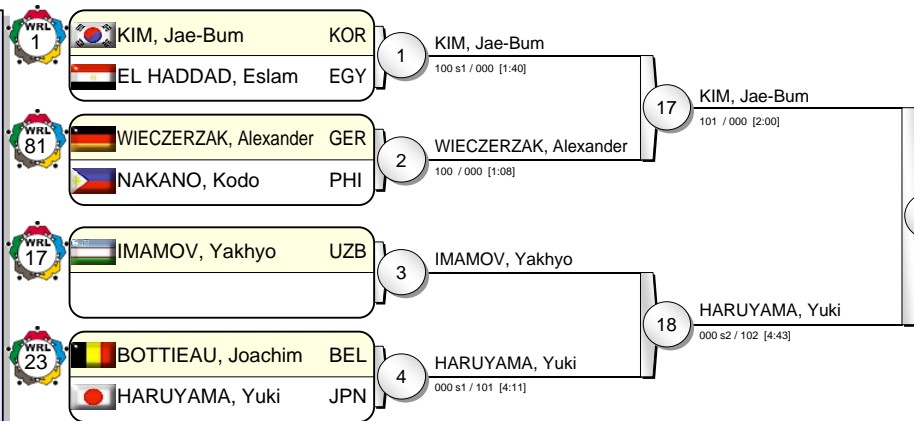 WRL
1
KIM, Jae-Bum KOR
EL HADDAD, Eslam EGY
1
KIM, Jae-Bum
100 s1 / 000 [1:40]
WRL
81
WIECZERZAK, Alexander GER
NAKANO, Kodo PHI
2
WIECZERZAK, Alexander
100 / 000 [1:08]
17
KIM, Jae-Bum
101 / 000 [2:00]
WRL
17
IMAMOV, Yakhyo UZB
3
IMAMOV, Yakhyo
WRL
23
BOTTIEAU, Joachim BEL
HARUYAMA, Yuki JPN
4
HARUYAMA, Yuki
000 s1 / 101 [4:11]
18
HARUYAMA, Yuki
000 s2 / 102 [4:43]